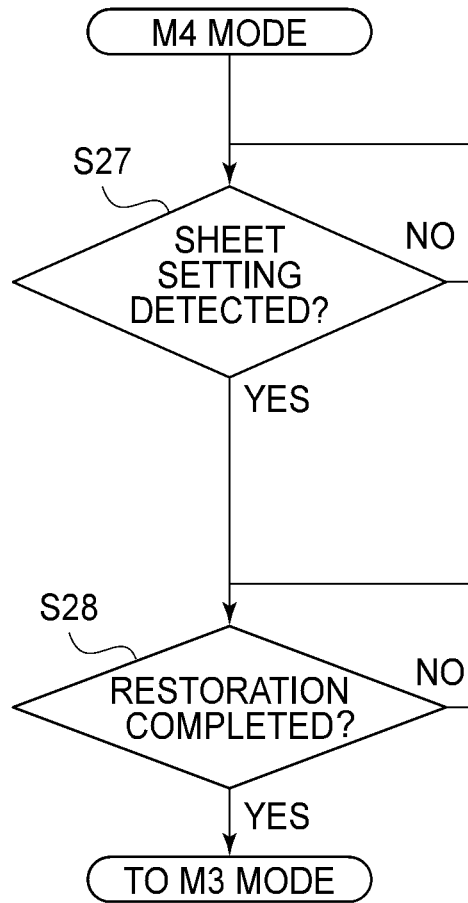 M4 MODE
S27
SHEET
SETTING
DETECTED?
NO
YES
S28
RESTORATION
COMPLETED?
NO
YES
TO M3 MODE